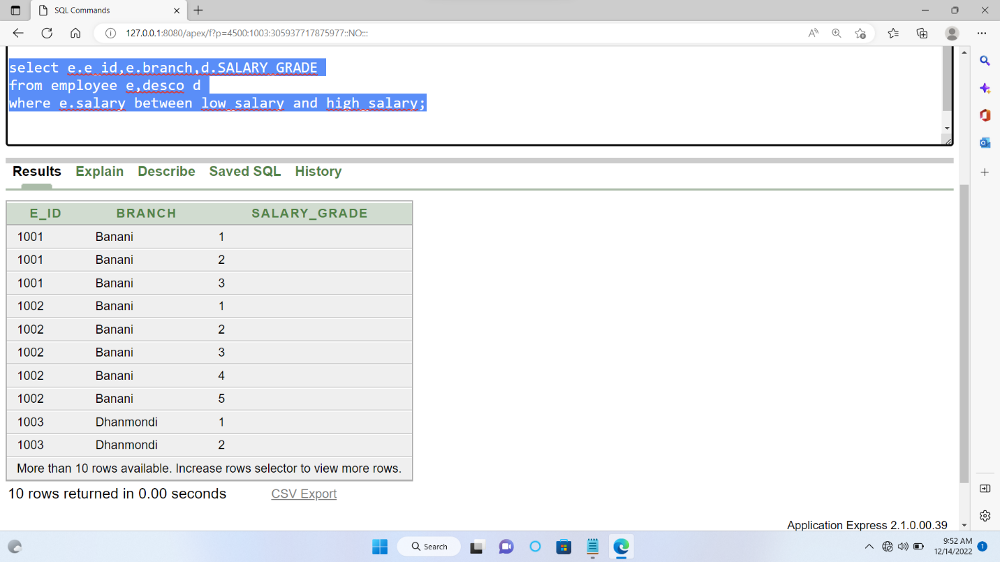 SQL Commands
127.0.0.1:8080/apex/f?p=4500:1003:305937717875977::NO:::
select e.e_id,e.branch,d.SALARY_GRADE
from employee e,desco d
where e.salary between low_salary and high_salary;
Results Explain Describe Saved SQL History
E_ID BRANCH SALARY_GRADE
1001 Banani 1
1001 Banani 2
1001 Banani 3
1002 Banani 1
1002 Banani 2
1002 Banani 3
1002 Banani 4
1002 Banani 5
1003 Dhanmondi 1
1003 Dhanmondi 2
More than 10 rows available. Increase rows selector to view more rows.
10 rows returned in 0.00 seconds CSV Export
Application Express 2.1.0.00.39
Search
9:52 AM
12/14/2022 1